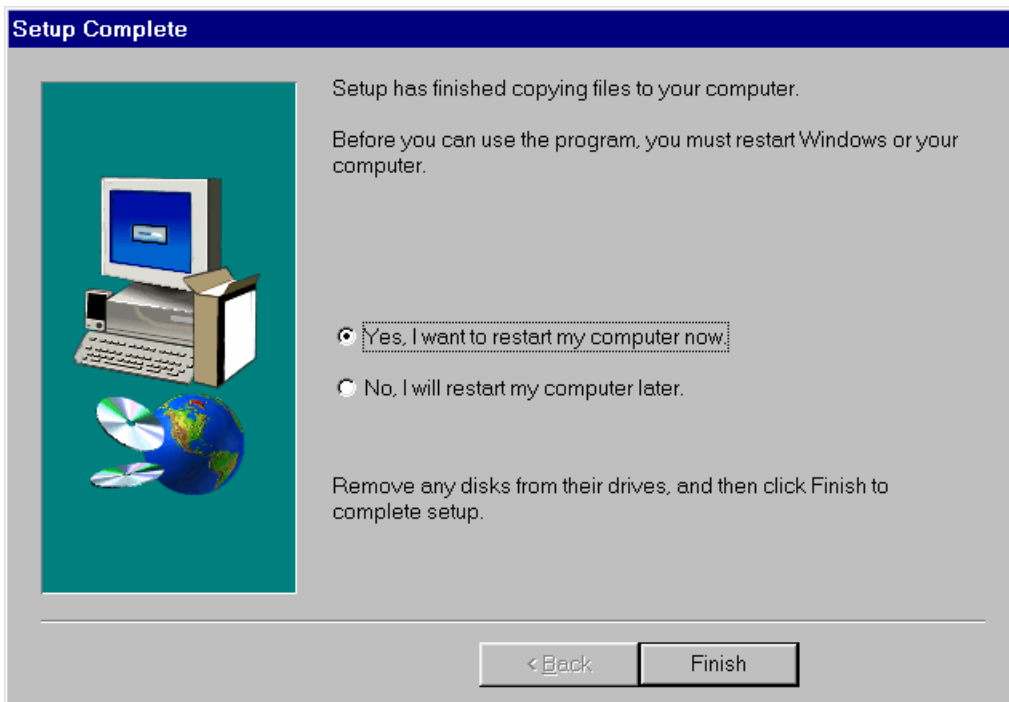 Setup Complete
Setup has finished copying files to your computer.
Before you can use the program, you must restart Windows or your
computer.
Yes, I want to restart my computer now.
No, I will restart my computer later.
Remove any disks from their drives, and then click Finish to
complete setup.
< Back
Finish